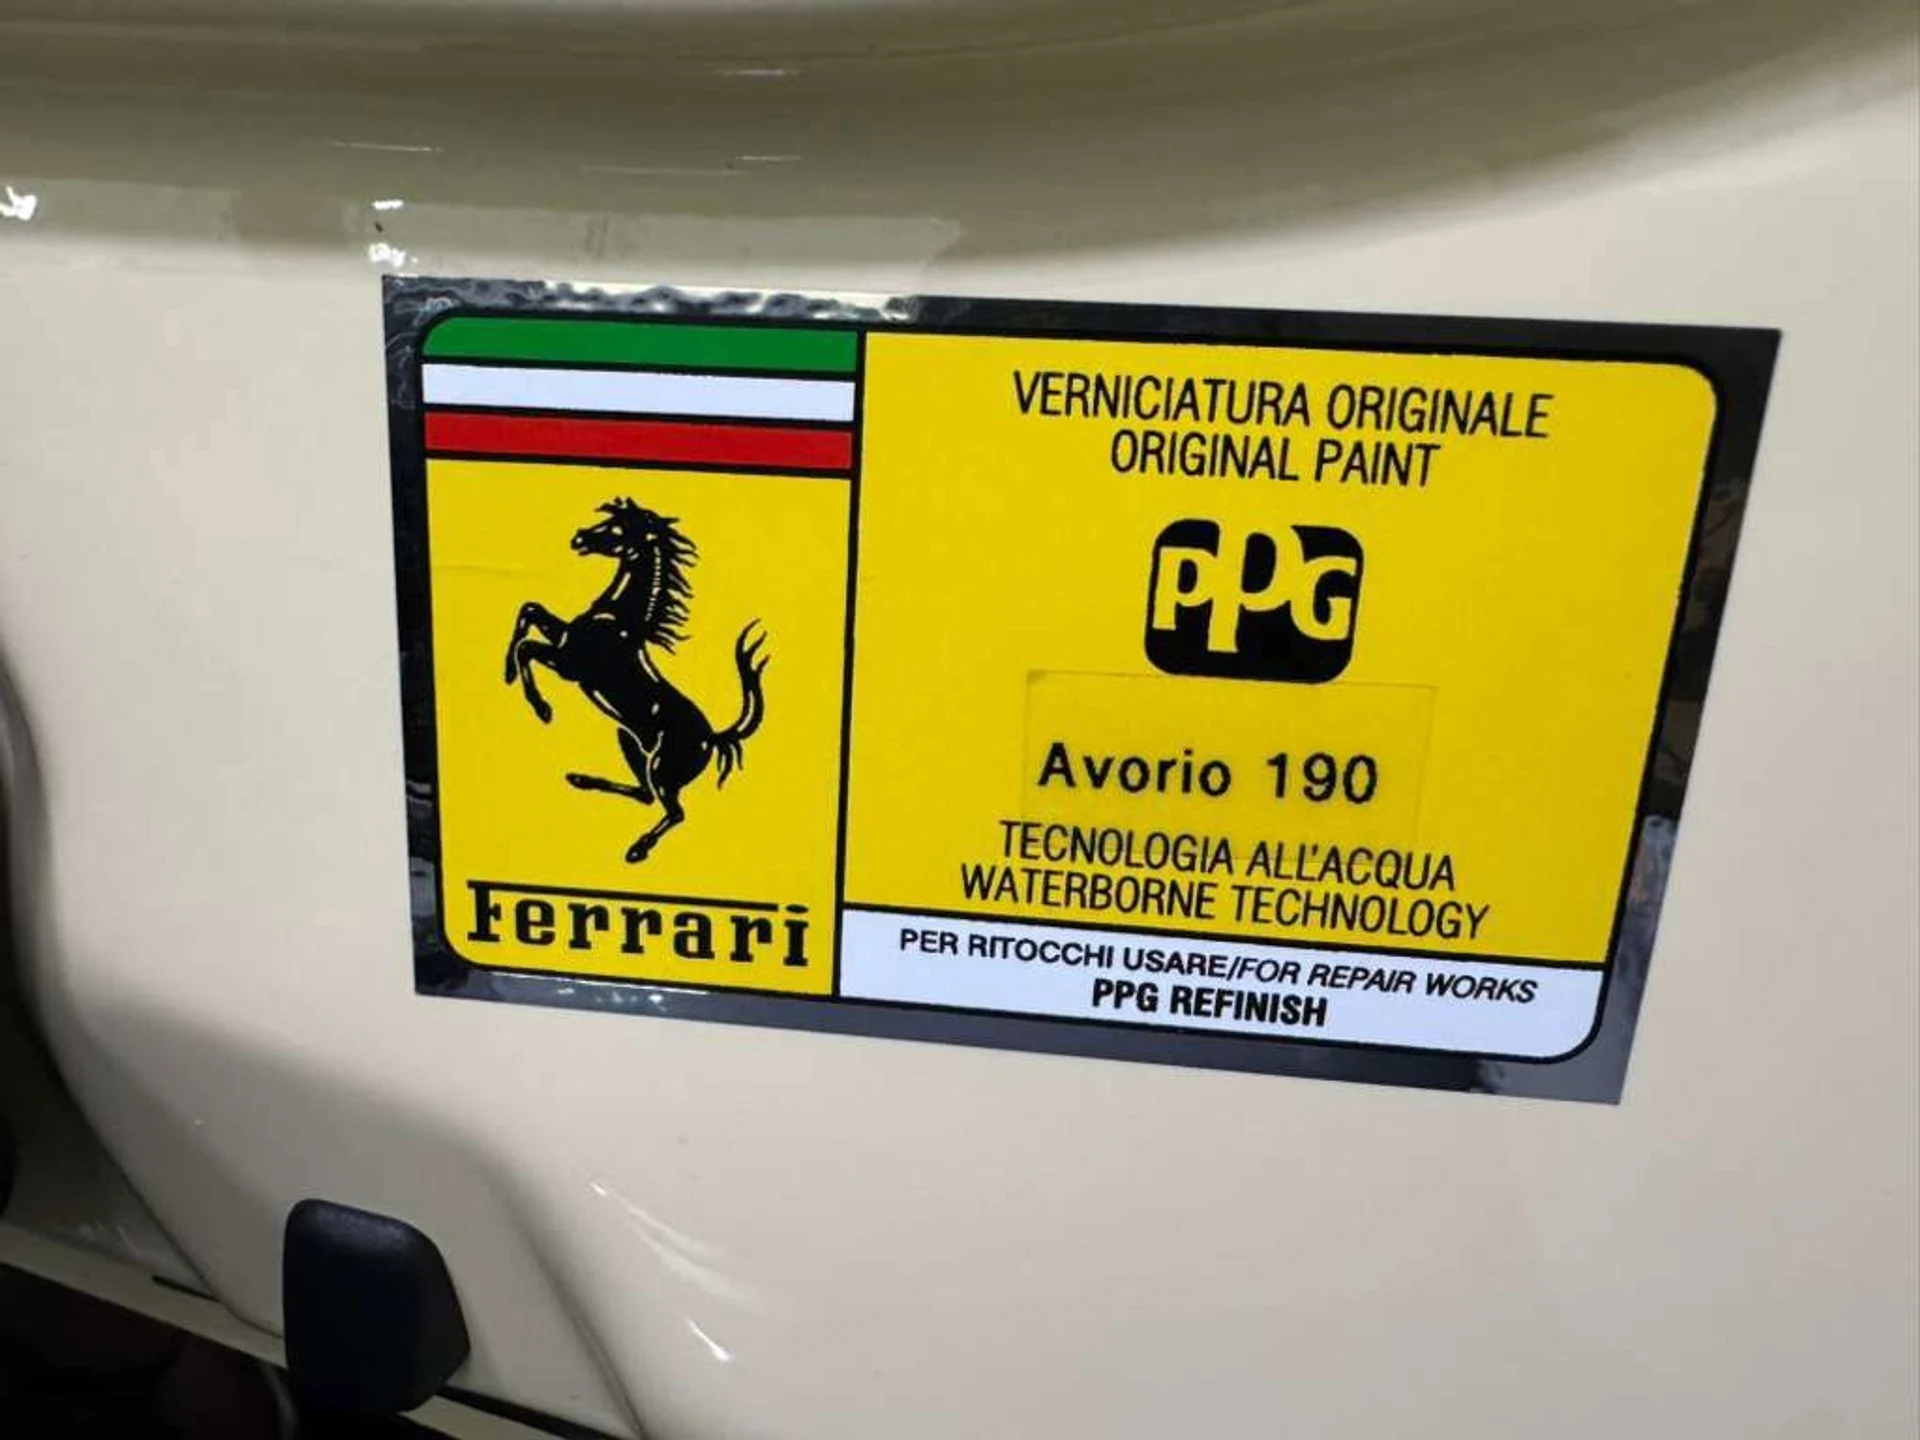 VERNICIATURA ORIGINALE
ORIGINAL PAINT
PPG
Avorio 190
TECNOLOGIA ALL'ACQUA
WATERBORNE TECHNOLOGY
Ferrari
PER RITOCCHI USARE/FOR REPAIR WORKS
PPG REFINISH